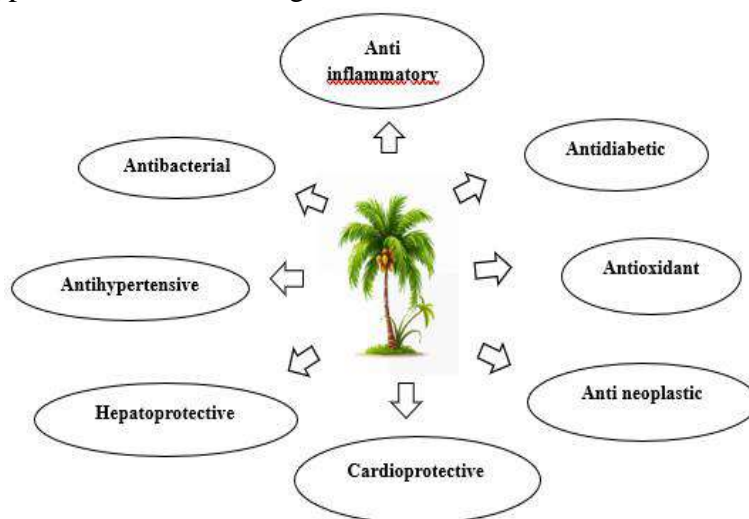 Anti
inflammatory
Antibacterial
Antidiabetic
Antihypertensive
Antioxidant
Hepatoprotective
Anti neoplastic
Cardioprotective